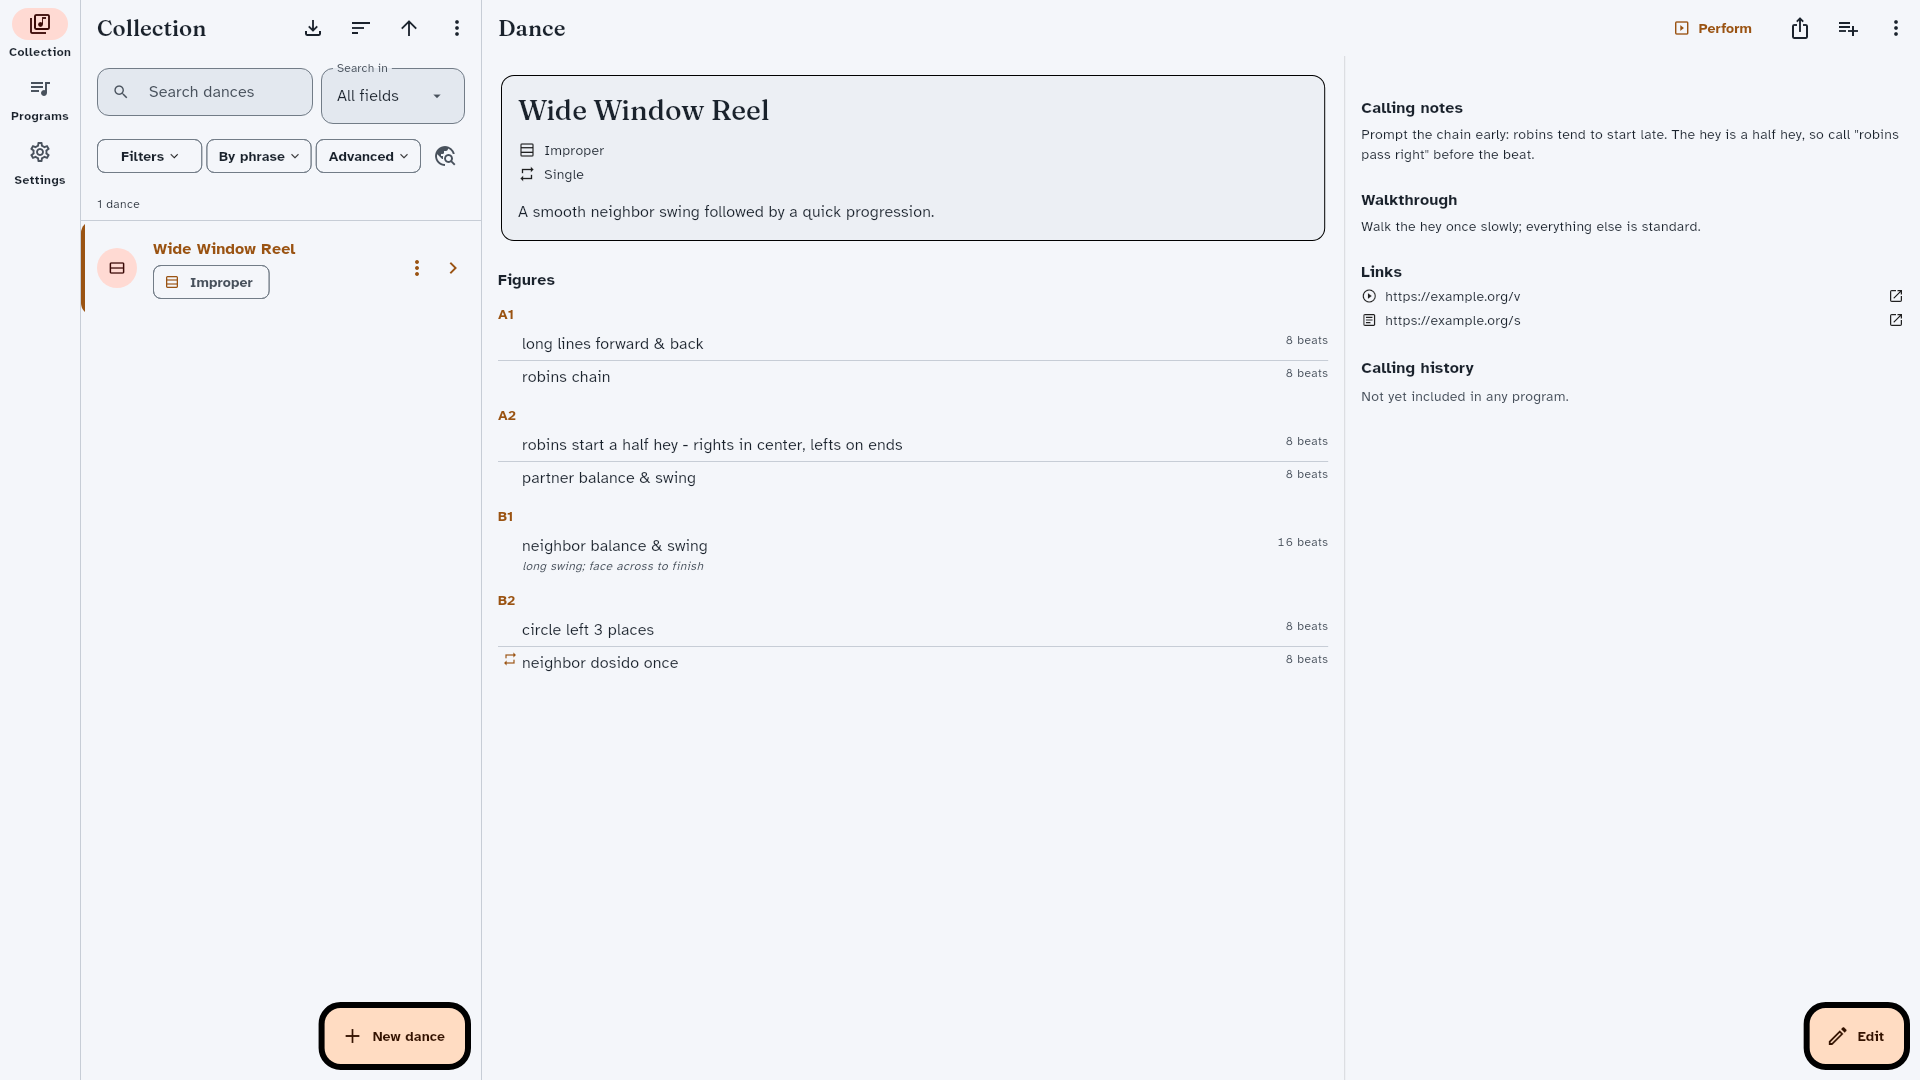 Collection
Programs
Settings
Collection
Search dances
Search in
All fields
Filters
By phrase
Advanced
1 dance
Wide Window Reel
Improper
New dance
Dance
Perform
Wide Window Reel
Improper
Single
A smooth neighbor swing followed by a quick progression.
Figures
A1
long lines forward & back 8 beats
robins chain 8 beats
A2
robins start a half hey - rights in center, lefts on ends 8 beats
partner balance & swing 8 beats
B1
neighbor balance & swing 16 beats
long swing; face across to finish
B2
circle left 3 places 8 beats
neighbor dosido once 8 beats
Calling notes
Prompt the chain early: robins tend to start late. The hey is a half hey, so call "robins
pass right" before the beat.
Walkthrough
Walk the hey once slowly; everything else is standard.
Links
https://example.org/v
https://example.org/s
Calling history
Not yet included in any program.
Edit